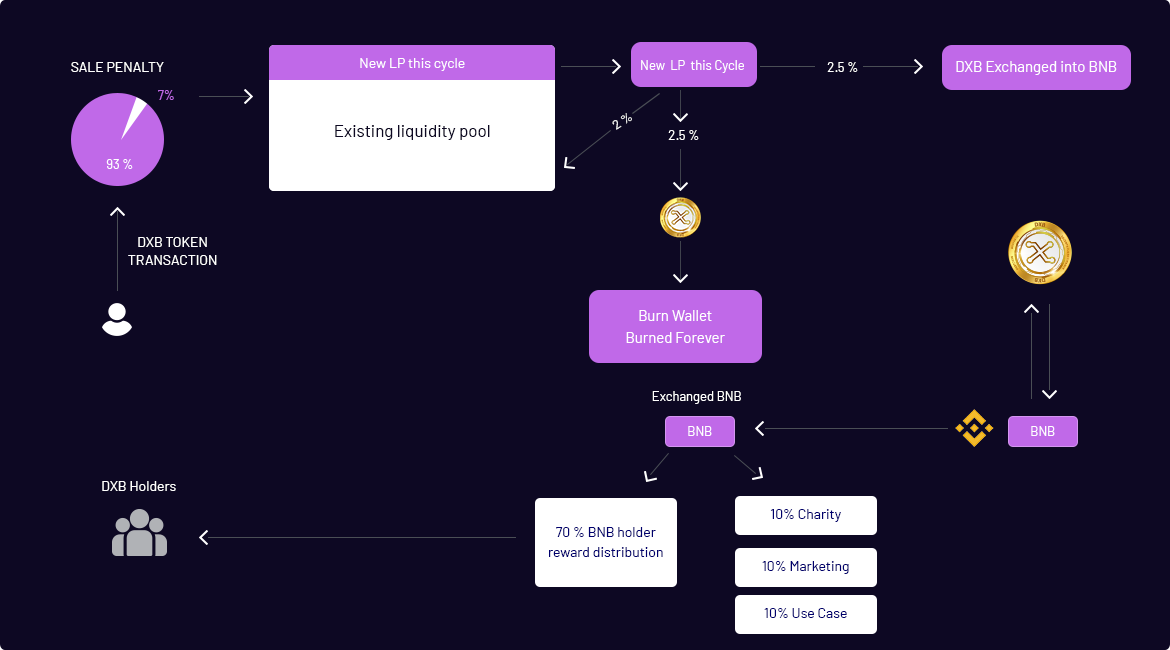 SALE PENALTY
7%
93 %
New LP this cycle
Existing liquidity pool
New LP this Cycle
2.5 %
DXB Exchanged into BNB
2 %
2.5 %
DXB TOKEN
TRANSACTION
Burn Wallet
Burned Forever
DXB
DXB
Exchanged BNB
BNB
BNB
DXB Holders
70 % BNB holder
reward distribution
10% Charity
10% Marketing
10% Use Case